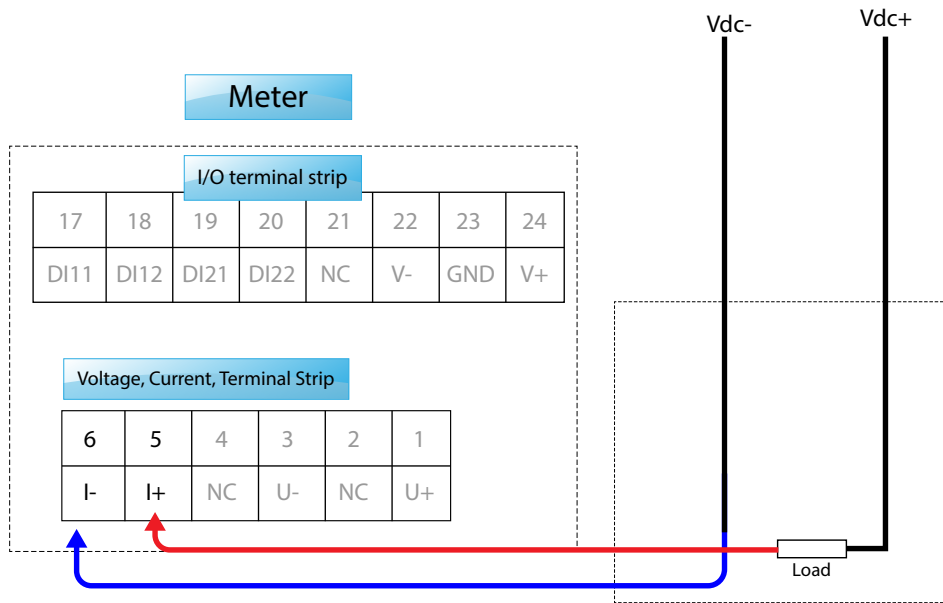 Vdc- Vdc+
Meter
I/O terminal strip
17 18 19 20 21 22 23 24
DI11 DI12 DI21 DI22 NC V- GND V+
Voltage, Current, Terminal Strip
6 5 4 3 2 1
I- I+ NC U- NC U+
Load